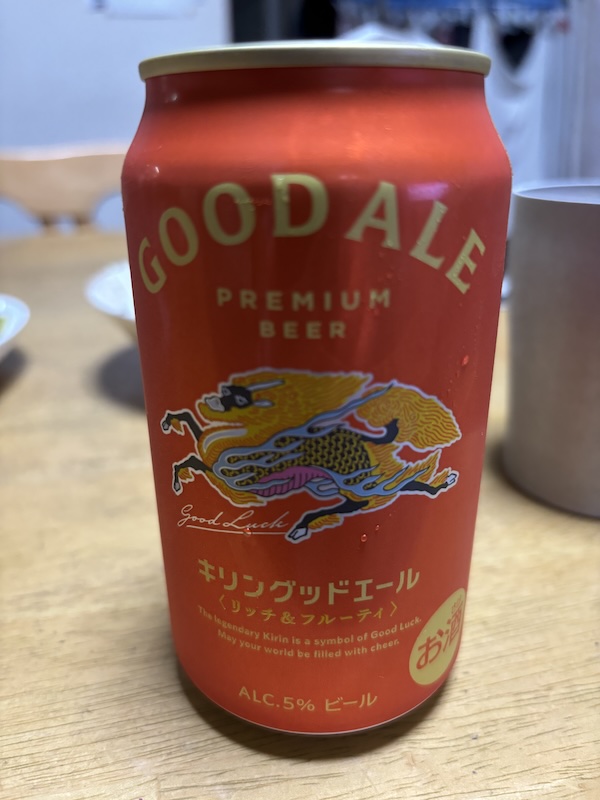 GOOD ALE
PREMIUM
BEER
Good Luck
キリングッドエール
〈リッチ&フルーティ〉
The legendary Kirin is a symbol of Good Luck.
May your world be filled with cheer.
お酒
ALC.5% ビール